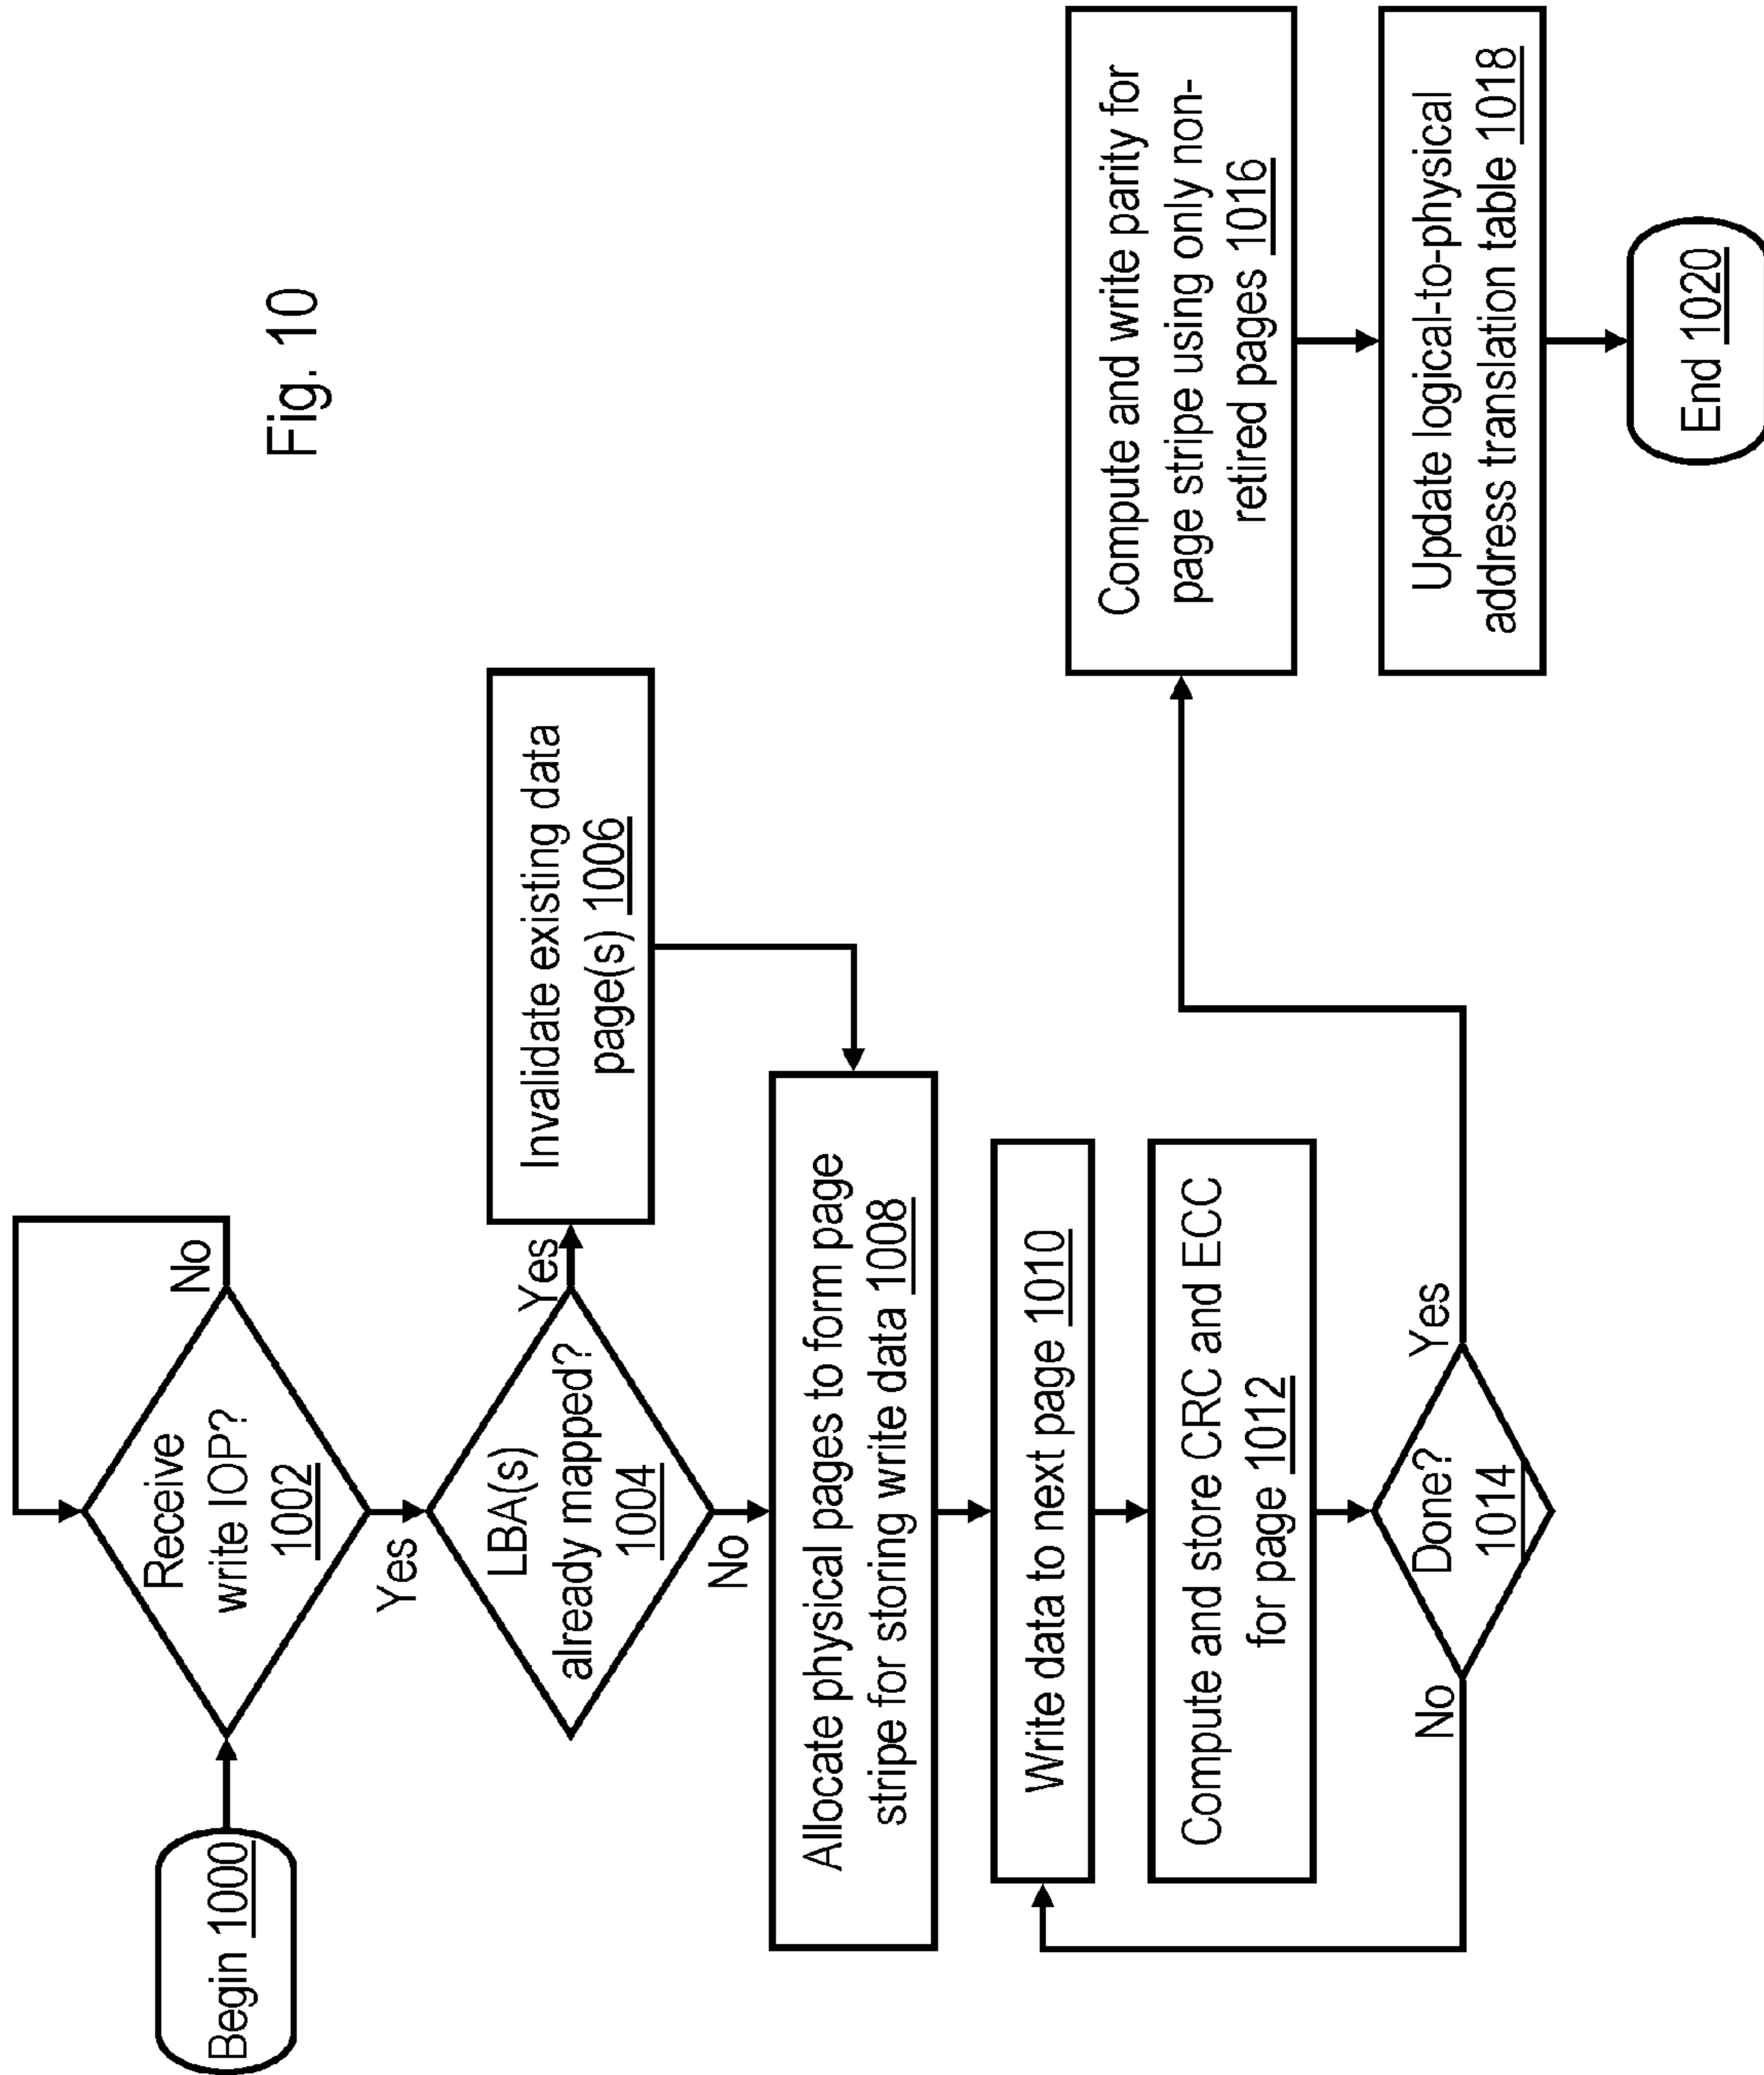 Fig. 10
Begin 1000
Receive
write IOP?
1002
No
Yes
LBA(s)
already mapped?
1004
Yes
No
Invalidate existing data
page(s) 1006
Allocate physical pages to form page
stripe for storing write data 1008
Write data to next page 1010
Compute and store CRC and ECC
for page 1012
Done?
1014
No
Yes
Compute and write parity for
page stripe using only non-
retired pages 1016
Update logical-to-physical
address translation table 1018
End 1020